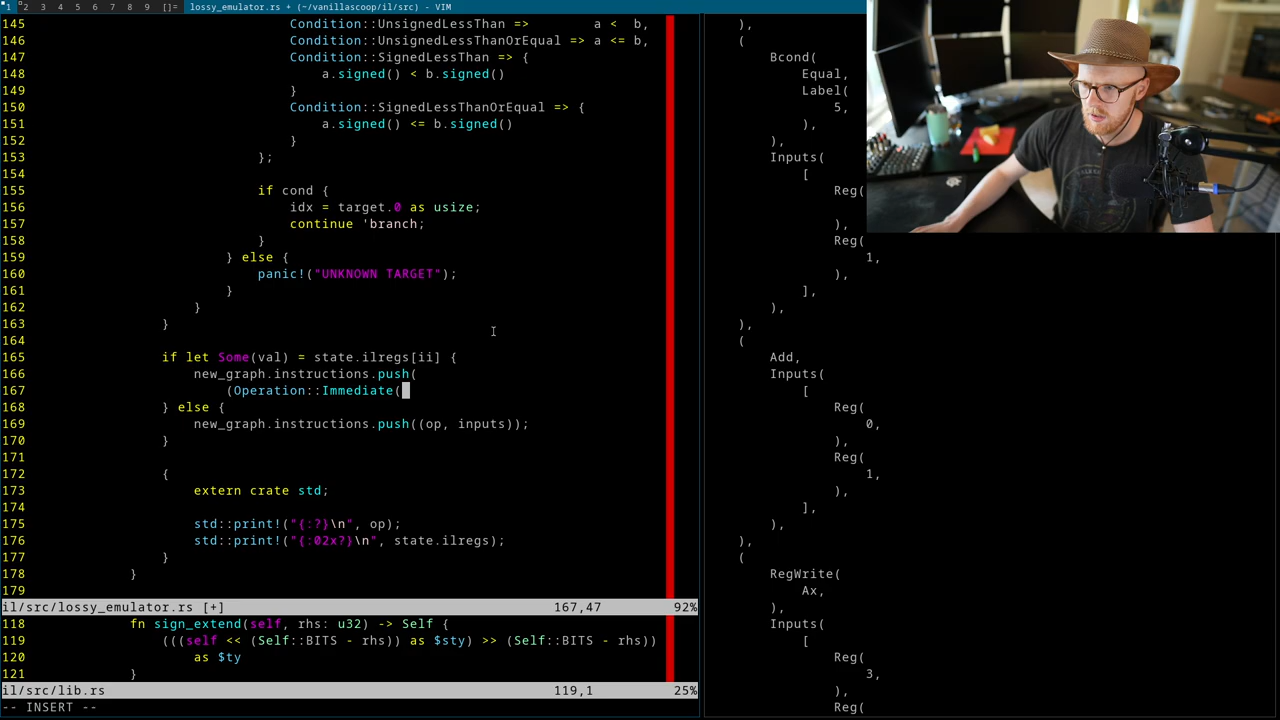 1 2 3 4 5 6 7 8 9 []= lossy_emulator.rs + (~/vanillascoop/il/src) - VIM
145 Condition::UnsignedLessThan => a < b,
146 Condition::UnsignedLessThanOrEqual => a <= b,
147 Condition::SignedLessThan => {
148 a.signed() < b.signed()
149 }
150 Condition::SignedLessThanOrEqual => {
151 a.signed() <= b.signed()
152 }
153 };
154
155 if cond {
156 idx = target.0 as usize;
157 continue 'branch;
158 }
159 } else {
160 panic!("UNKNOWN TARGET");
161 }
162 }
163 }
164
165 if let Some(val) = state.ilregs[ii] {
166 new_graph.instructions.push(
167 (Operation::Immediate(
168 } else {
169 new_graph.instructions.push((op, inputs));
170 }
171
172 {
173 extern crate std;
174
175 std::print!("{:?}\n", op);
176 std::print!("{:02x?}\n", state.ilregs);
177 }
178 }
179
il/src/lossy_emulator.rs [+] 167,47 92%
118 fn sign_extend(self, rhs: u32) -> Self {
119 (((self << (Self::BITS - rhs)) as $sty) >> (Self::BITS - rhs))
120 as $ty
121 }
il/src/lib.rs 119,1 25%
-- INSERT --
),
(
Bcond(
Equal,
Label(
5,
),
),
Inputs(
[
Reg(
),
Reg(
1,
),
],
),
),
(
Add,
Inputs(
[
Reg(
0,
),
Reg(
1,
),
],
),
),
(
RegWrite(
Ax,
),
Inputs(
[
Reg(
3,
),
Reg(